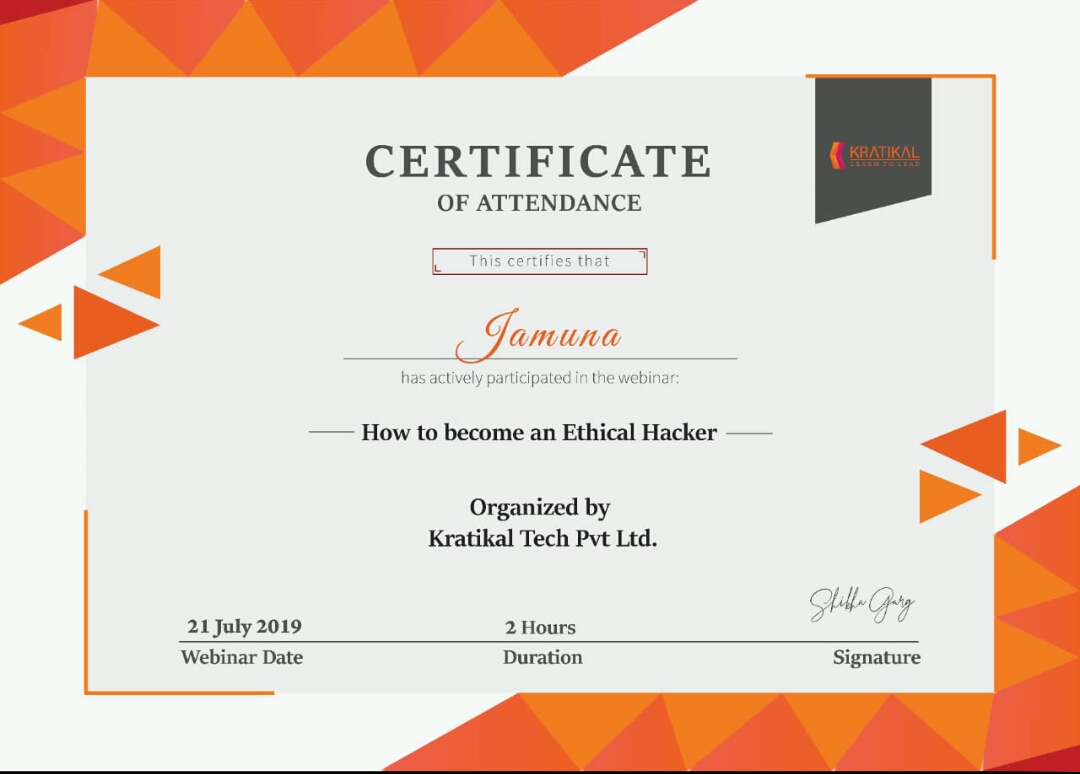 KRATIKAL
LEARN TO LEAD
CERTIFICATE
OF ATTENDANCE
This certifies that
Jamuna
has actively participated in the webinar:
How to become an Ethical Hacker
Organized by
Kratikal Tech Pvt Ltd.
Shikha Garg
21 July 2019 2 Hours
Webinar Date Duration Signature